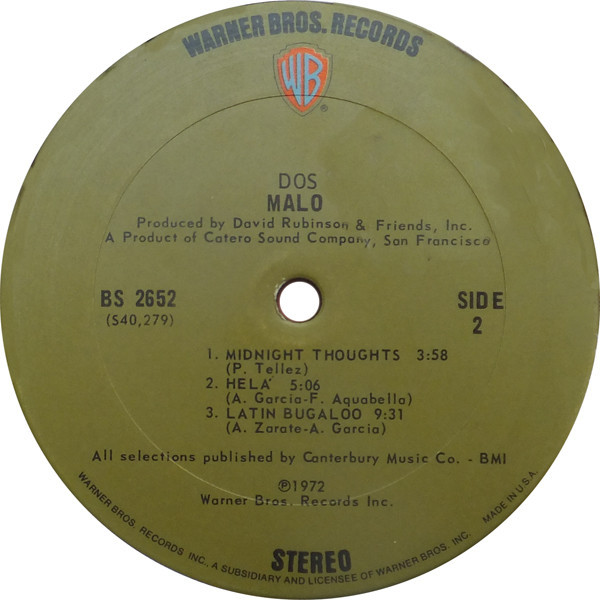 WARNER BROS. RECORDS
WB
®
DOS
MALO
Produced by David Rubinson & Friends, Inc.
A Product of Catero Sound Company, San Francisco
BS 2652
(S40,279)
SIDE
2
1. MIDNIGHT THOUGHTS 3:58
(P. Tellez)
2. HELA' 5:06
(A. Garcia-F. Aquabella)
3. LATIN BUGALOO 9:31
(A. Zarate-A. Garcia)
All selections published by Canterbury Music Co. - BMI
℗1972
Warner Bros. Records Inc.
STEREO
WARNER BROS. RECORDS INC. A SUBSIDIARY AND LICENSEE OF WARNER BROS. INC. MADE IN U.S.A.